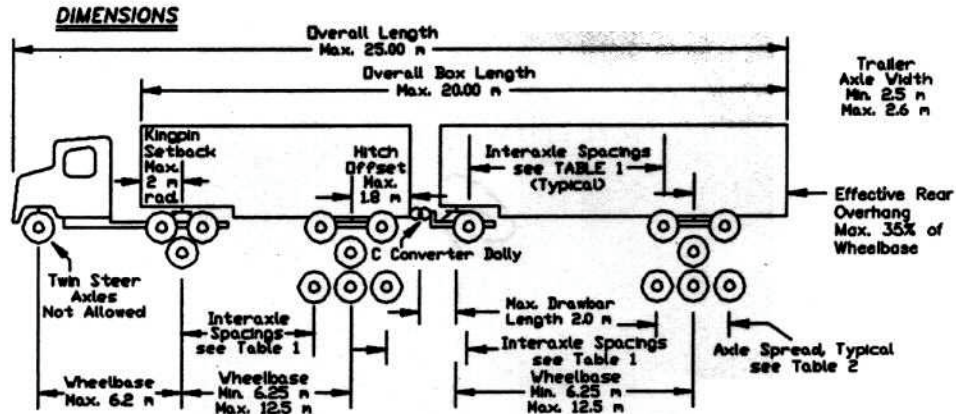 DIMENSIONS
Overall Length
Max. 25.00 m
Overall Box Length
Max. 20.00 m
Trailer
Axle Width
Min. 2.5 m
Max. 2.6 m
Kingpin
Setback
Max.
2 m
rad.
Hitch
Offset
Max.
1.8 m
Interaxle Spacings
see TABLE 1
(Typical)
Effective Rear
Overhang
Max. 35% of
Wheelbase
C Converter Dolly
Twin Steer
Axles
Not Allowed
Interaxle
Spacings
see Table 1
Max. Drawbar
Length 2.0 m
Interaxle Spacings
see Table 1
Axle Spread, Typical
see Table 2
Wheelbase
Max. 6.2 m
Wheelbase
Min. 6.25 m
Max. 12.5 m
Wheelbase
Min. 6.25 m
Max. 12.5 m